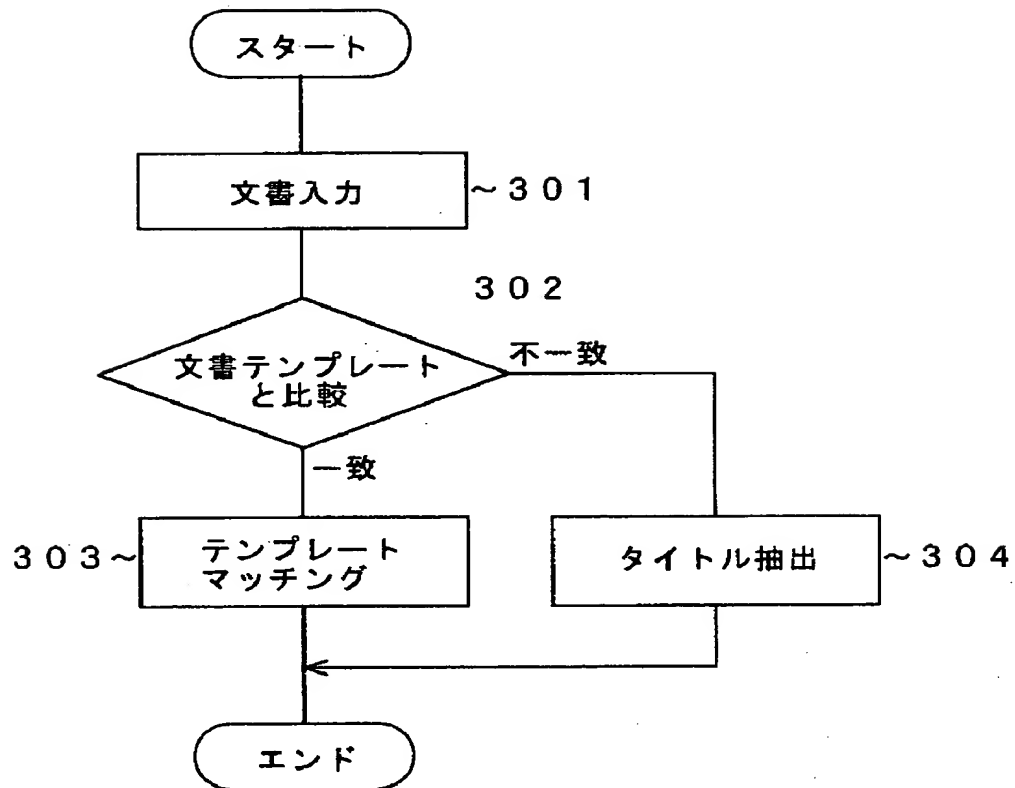 スタート
文書入力
～301
302
文書テンプレート
と比較
不一致
一致
303～
テンプレート
マッチング
タイトル抽出
～304
エンド